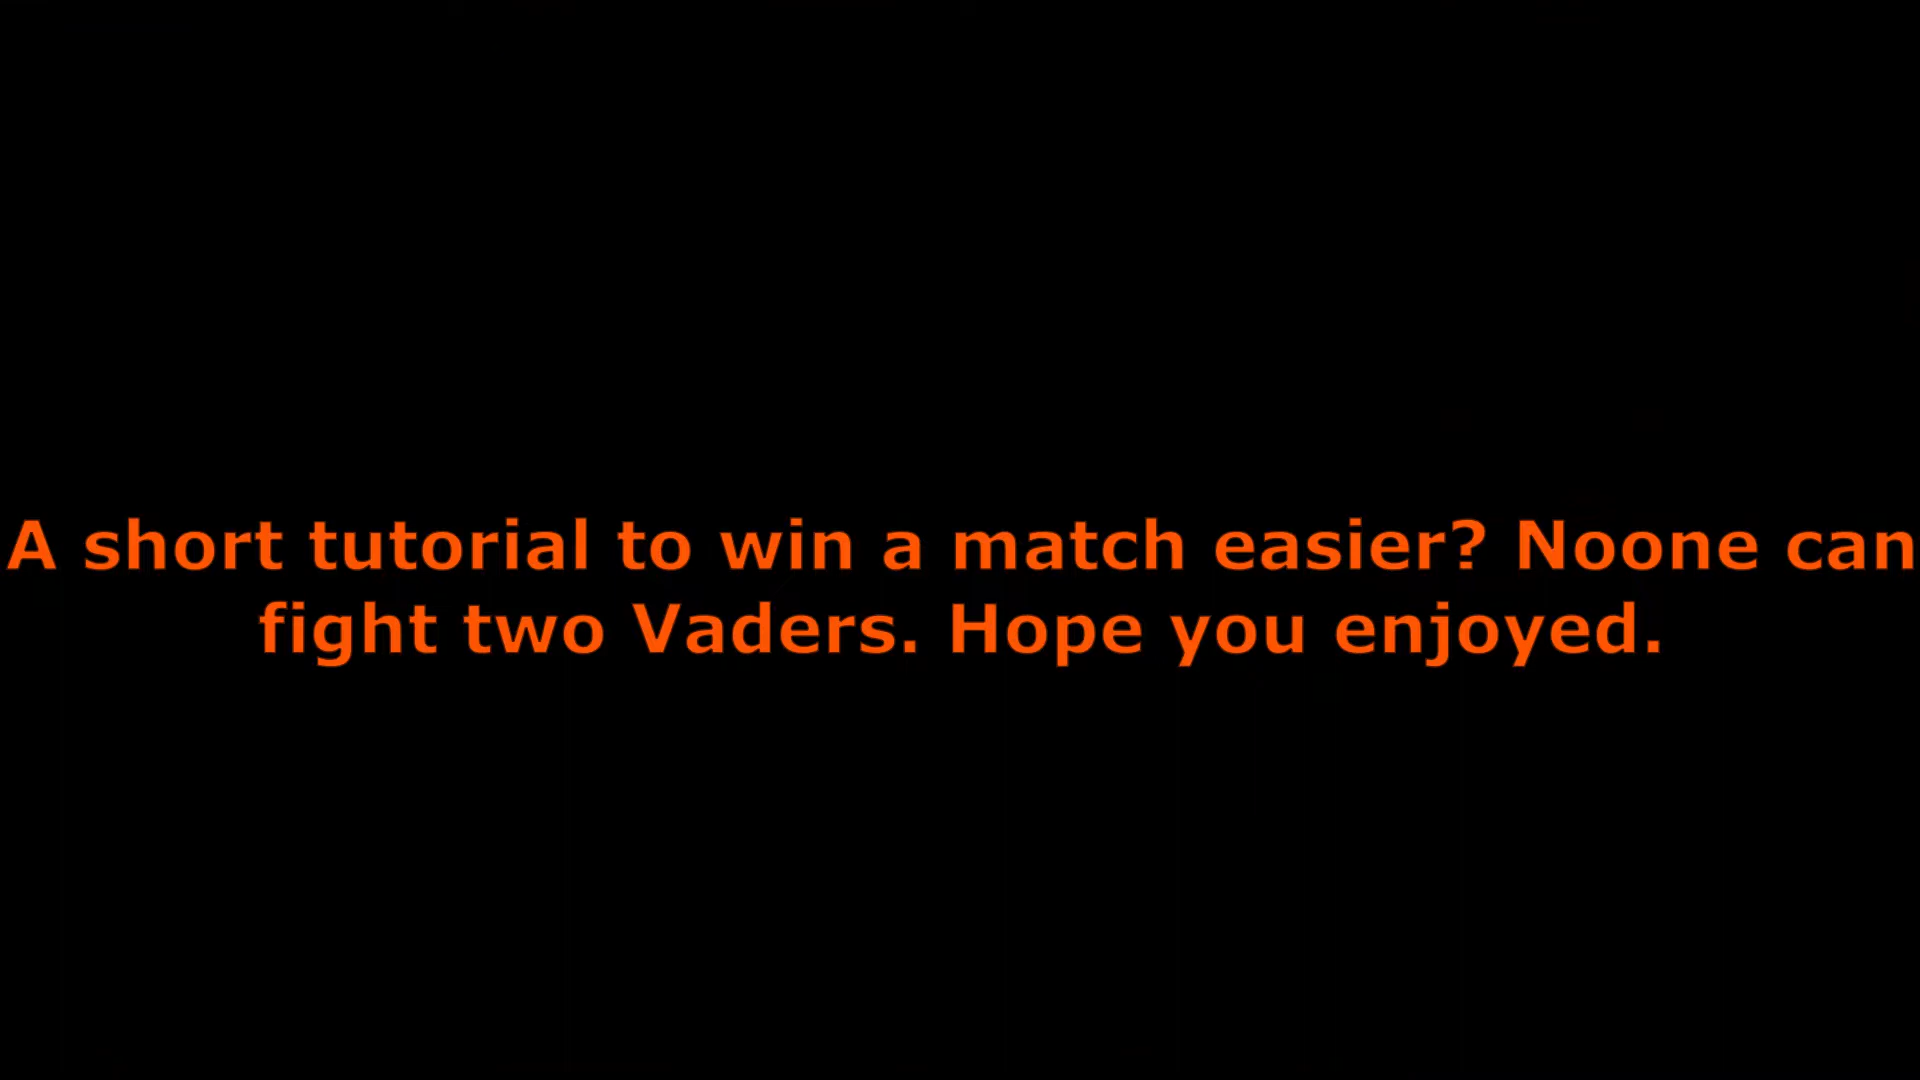 A short tutorial to win a match easier? Noone can
fight two Vaders. Hope you enjoyed.